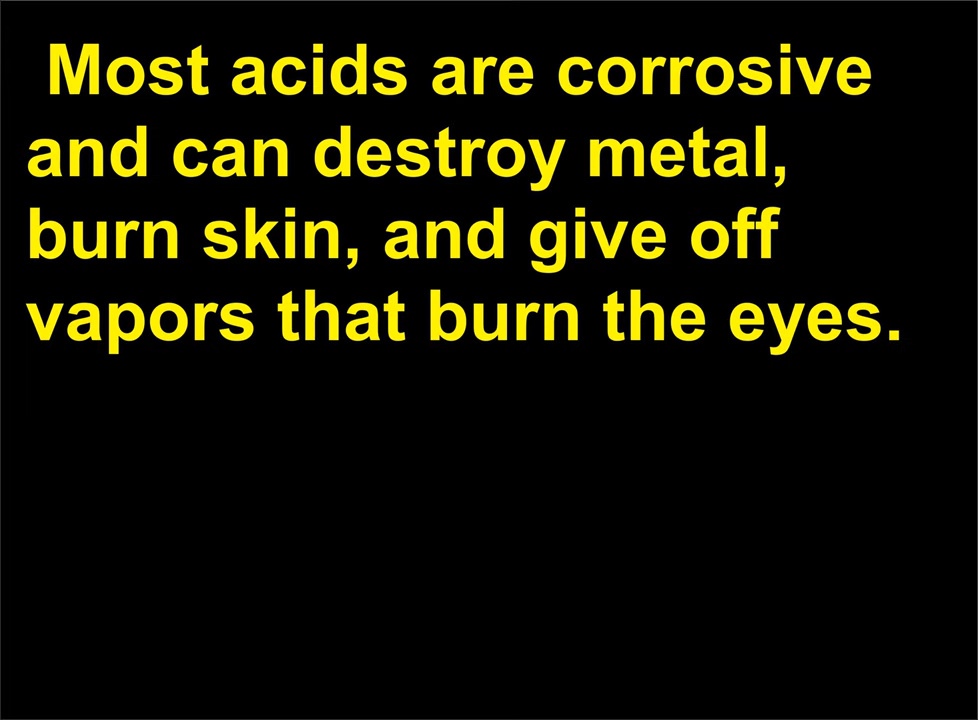 Most acids are corrosive
and can destroy metal,
burn skin, and give off
vapors that burn the eyes.